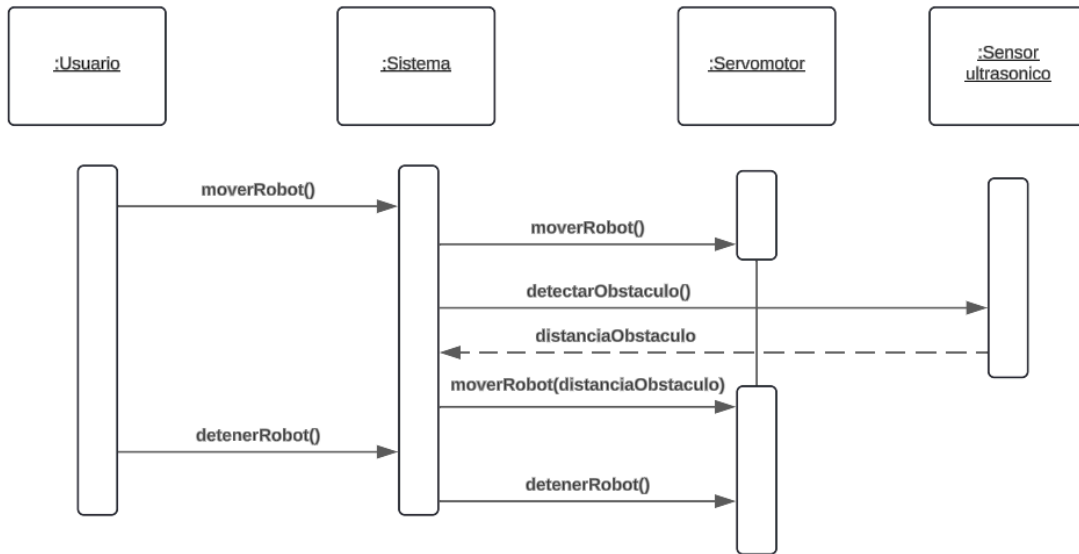 :Usuario
:Sistema
:Servomotor
:Sensor
ultrasonico
moverRobot()
moverRobot()
detectarObstaculo()
distanciaObstaculo
moverRobot(distanciaObstaculo)
detenerRobot()
detenerRobot()